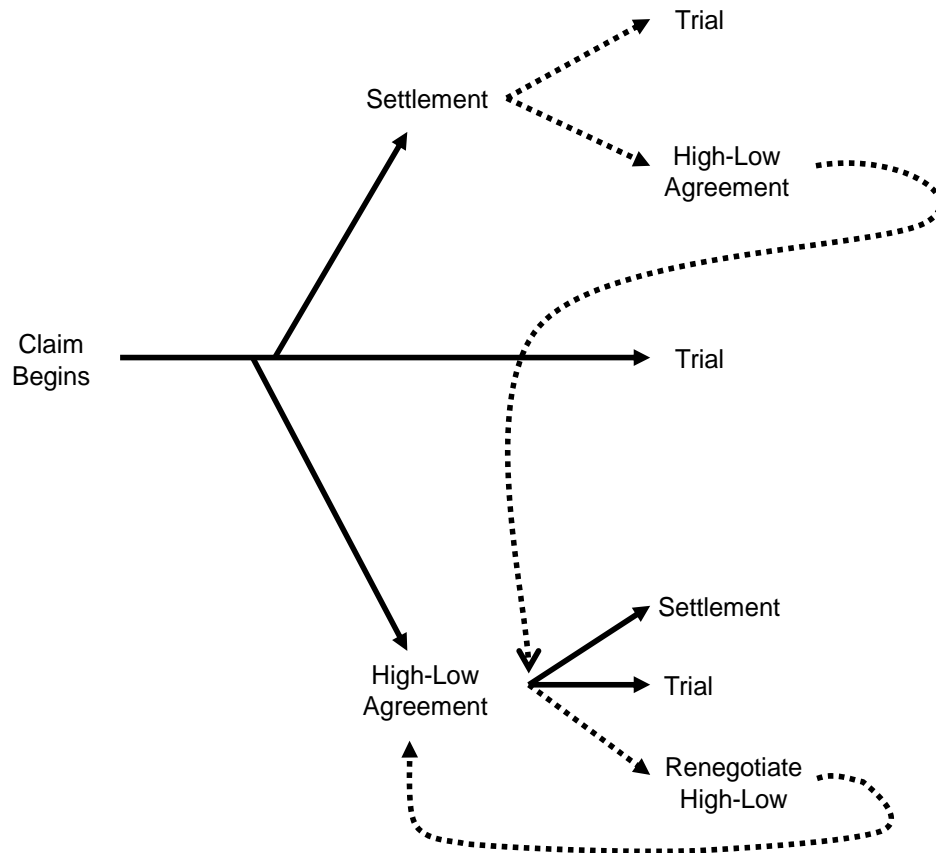 Trial
Settlement
High-Low
Agreement
Claim
Begins
Trial
Settlement
High-Low
Agreement
Trial
Renegotiate
High-Low